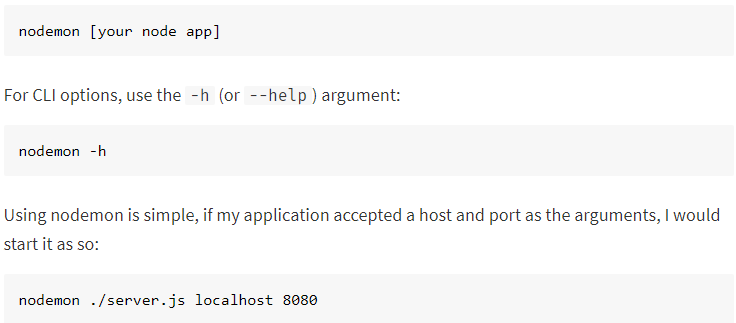 nodemon [your node app]
For CLI options, use the -h (or --help ) argument:
nodemon -h
Using nodemon is simple, if my application accepted a host and port as the arguments, I would
start it as so:
nodemon ./server.js localhost 8080